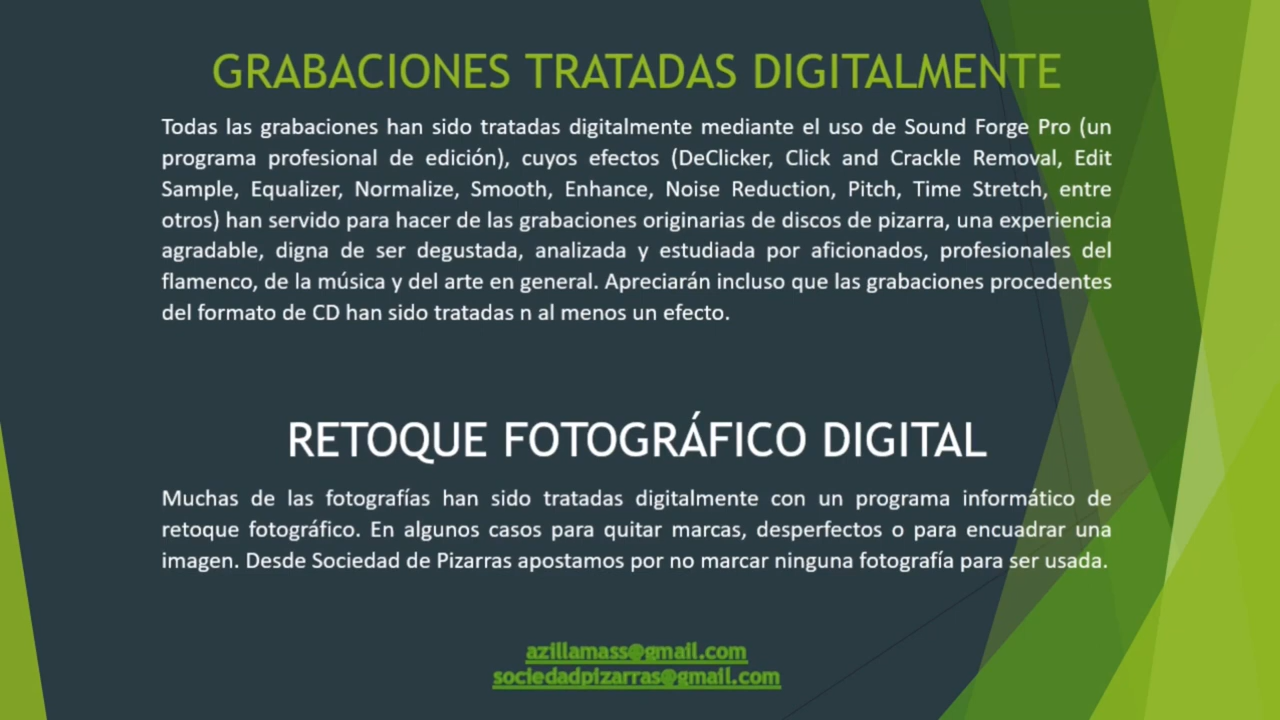 GRABACIONES TRATADAS DIGITALMENTE
Todas las grabaciones han sido tratadas digitalmente mediante el uso de Sound Forge Pro (un
programa profesional de edición), cuyos efectos (DeClicker, Click and Crackle Removal, Edit
Sample, Equalizer, Normalize, Smooth, Enhance, Noise Reduction, Pitch, Time Stretch, entre
otros) han servido para hacer de las grabaciones originarias de discos de pizarra, una experiencia
agradable, digna de ser degustada, analizada y estudiada por aficionados, profesionales del
flamenco, de la música y del arte en general. Apreciarán incluso que las grabaciones procedentes
del formato de CD han sido tratadas n al menos un efecto.
RETOQUE FOTOGRÁFICO DIGITAL
Muchas de las fotografías han sido tratadas digitalmente con un programa informático de
retoque fotográfico. En algunos casos para quitar marcas, desperfectos o para encuadrar una
imagen. Desde Sociedad de Pizarras apostamos por no marcar ninguna fotografía para ser usada.
azillamass@gmail.com
sociedadpizarras@gmail.com